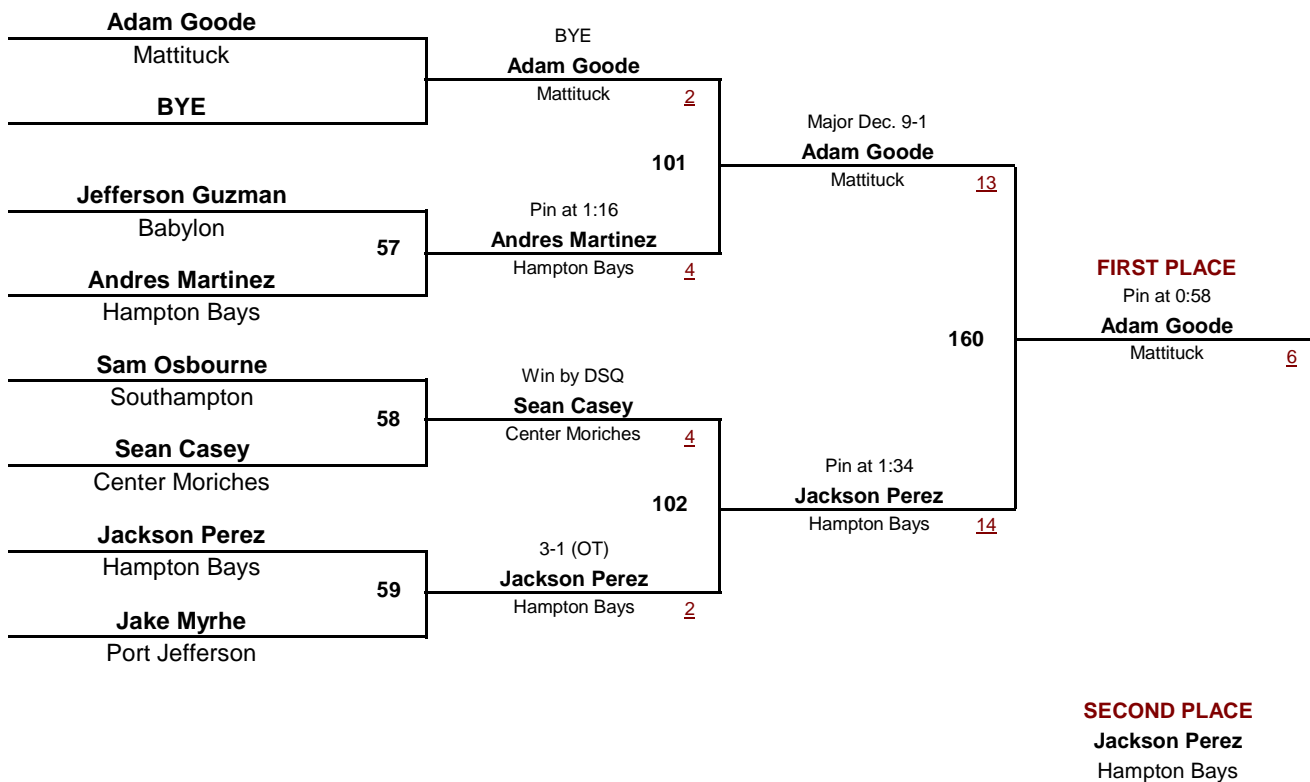 Adam Goode
Mattituck
BYE
Jefferson Guzman
Babylon
57
Andres Martinez
Hampton Bays
Sam Osbourne
Southampton
58
Sean Casey
Center Moriches
Jackson Perez
Hampton Bays
59
Jake Myrhe
Port Jefferson
BYE
Adam Goode
Mattituck 2
101
Pin at 1:16
Andres Martinez
Hampton Bays 4
Win by DSQ
Sean Casey
Center Moriches 4
102
3-1 (OT)
Jackson Perez
Hampton Bays 2
Major Dec. 9-1
Adam Goode
Mattituck 13
160
Pin at 1:34
Jackson Perez
Hampton Bays 14
FIRST PLACE
Pin at 0:58
Adam Goode
Mattituck 6
SECOND PLACE
Jackson Perez
Hampton Bays